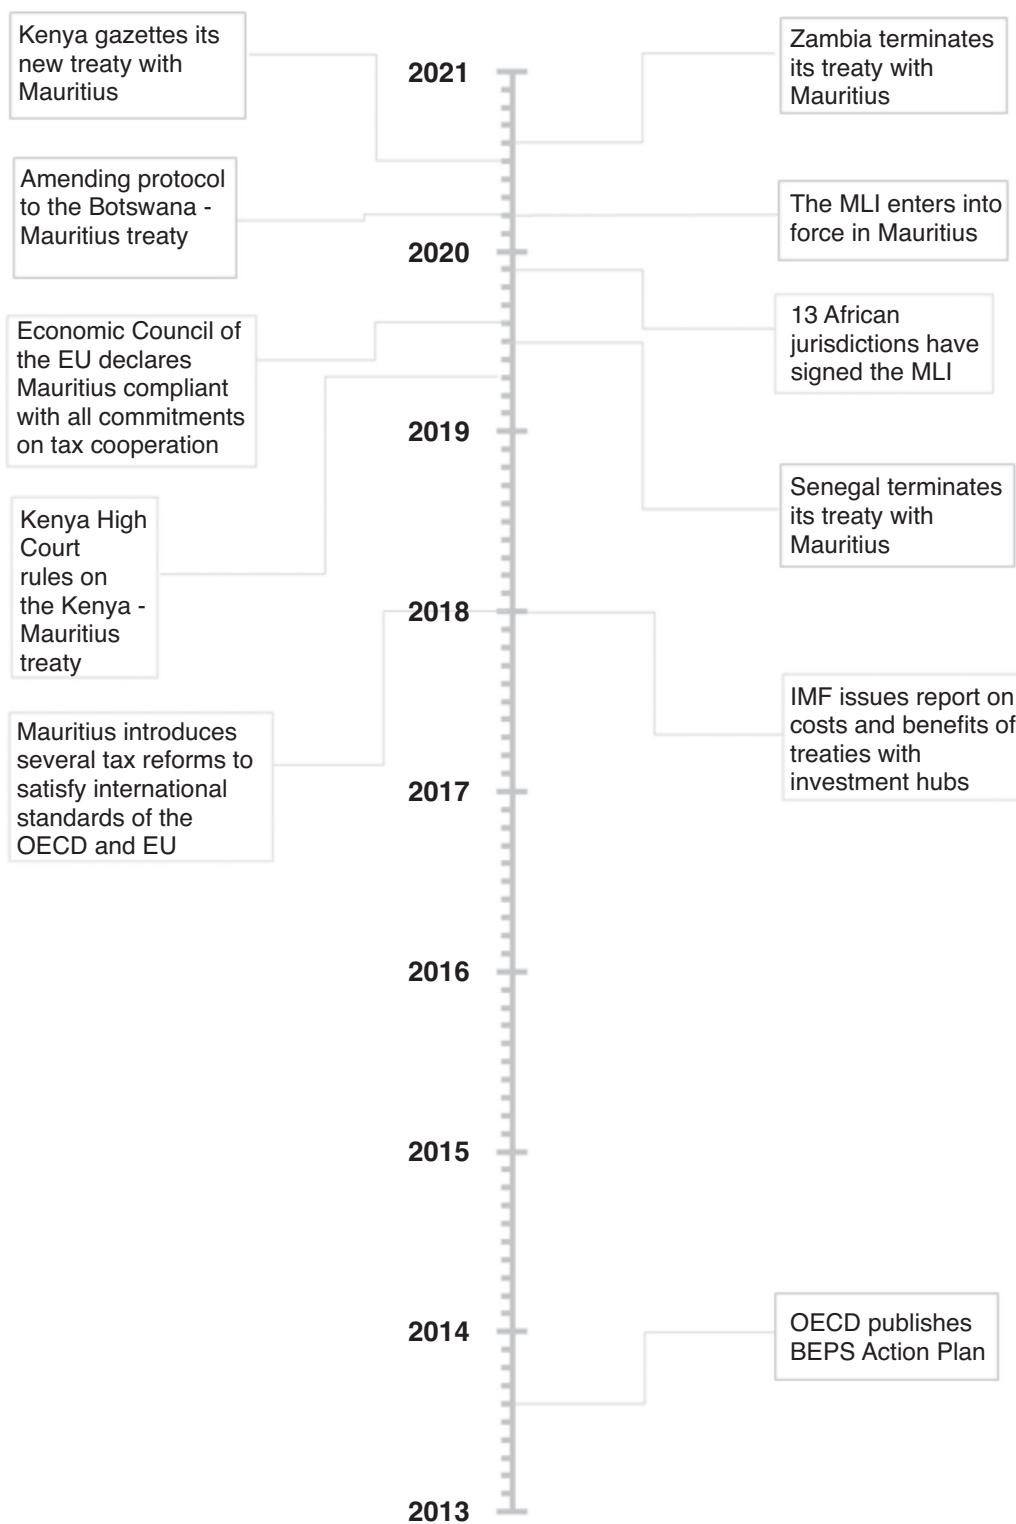 Kenya gazettes its
new treaty with
Mauritius
Zambia terminates
its treaty with
Mauritius
2021
Amending protocol
to the Botswana -
Mauritius treaty
The MLI enters into
force in Mauritius
2020
13 African
jurisdictions have
signed the MLI
Economic Council of
the EU declares
Mauritius compliant
with all commitments
on tax cooperation
2019
Senegal terminates
its treaty with
Mauritius
Kenya High
Court
rules on
the Kenya -
Mauritius
treaty
2018
IMF issues report on
costs and benefits of
treaties with
investment hubs
Mauritius introduces
several tax reforms to
satisfy international
standards of the
OECD and EU
2017
2016
2015
2014
OECD publishes
BEPS Action Plan
2013